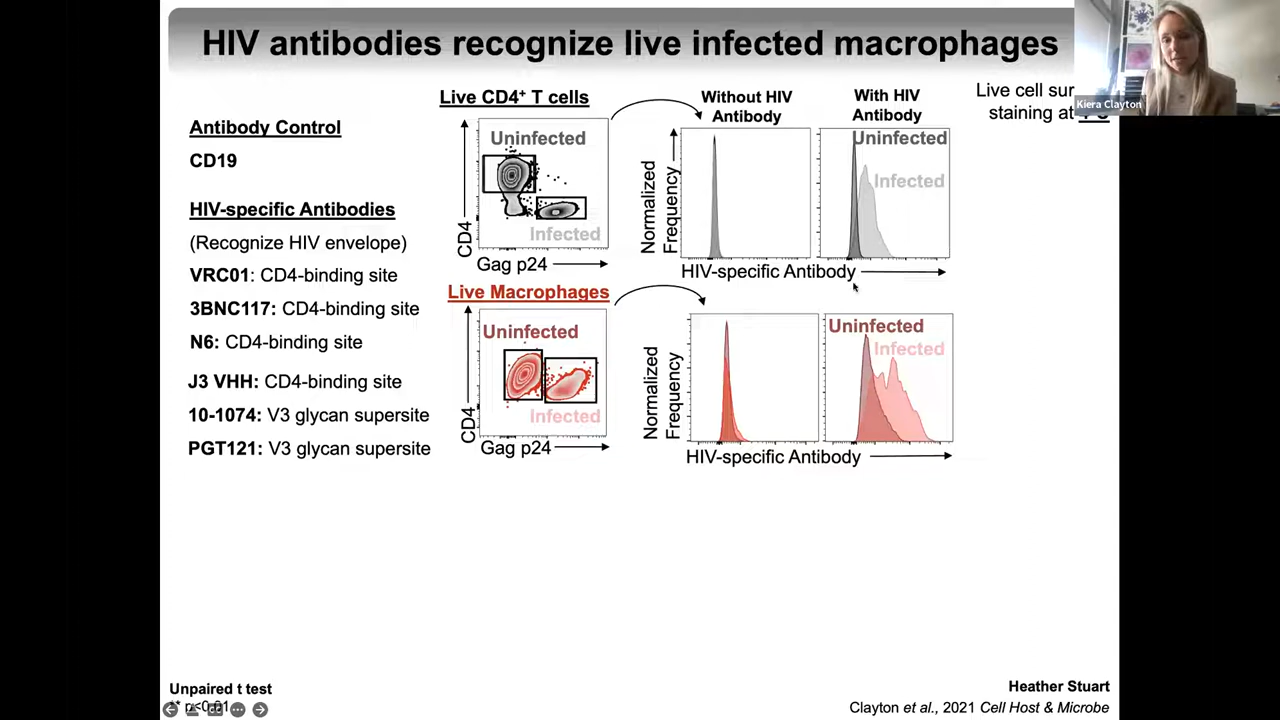 HIV antibodies recognize live infected macrophages
Kiera Clayton
Antibody Control
CD19
HIV-specific Antibodies
(Recognize HIV envelope)
VRC01: CD4-binding site
3BNC117: CD4-binding site
N6: CD4-binding site
J3 VHH: CD4-binding site
10-1074: V3 glycan supersite
PGT121: V3 glycan supersite
Live CD4⁺ T cells
Uninfected
Infected
CD4
Gag p24
Without HIV
Antibody
With HIV
Antibody
Uninfected
Infected
Normalized
Frequency
HIV-specific Antibody
Live cell sur
staining at
Live Macrophages
Uninfected
Infected
CD4
Gag p24
Uninfected
Infected
Normalized
Frequency
HIV-specific Antibody
Unpaired t test
** p<0.01
Heather Stuart
Clayton et al., 2021 Cell Host & Microbe